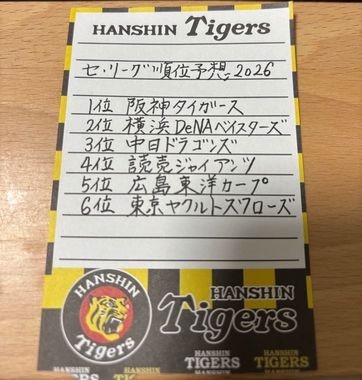 HANSHIN Tigers
セ・リーグ順位予想 2026
1位 阪神タイガース
2位 横浜DeNAベイスターズ
3位 中日ドラゴンズ
4位 読売ジャイアンツ
5位 広島東洋カープ
6位 東京ヤクルトスワローズ
HANSHIN
Tigers
HANSHIN
Tigers
HANSHIN
TIGERS
HANSHIN
TIGERS